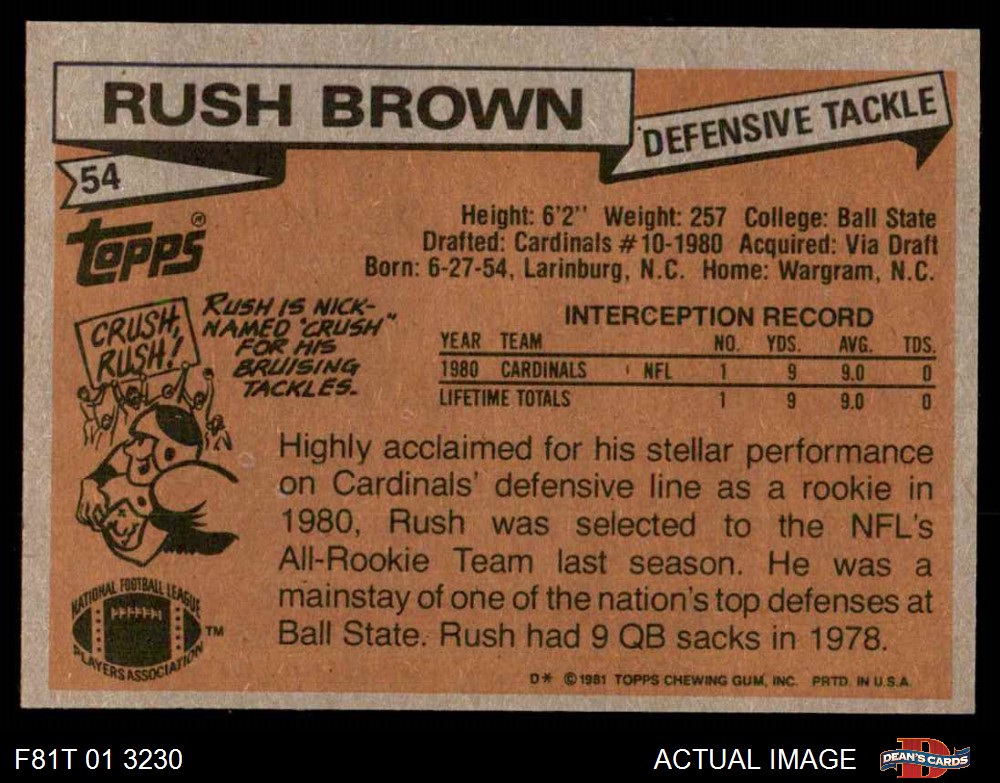 RUSH BROWN
DEFENSIVE TACKLE
54
TOPPS®
Height: 6'2'' Weight: 257 College: Ball State
Drafted: Cardinals #10-1980 Acquired: Via Draft
Born: 6-27-54, Larinburg, N.C. Home: Wargram, N.C.
CRUSH,
RUSH!
RUSH IS NICK-
NAMED "CRUSH"
FOR HIS
BRUISING
TACKLES.
INTERCEPTION RECORD
YEAR TEAM NO. YDS. AVG. TDS.
1980 CARDINALS NFL 1 9 9.0 0
LIFETIME TOTALS 1 9 9.0 0
Highly acclaimed for his stellar performance
on Cardinals' defensive line as a rookie in
1980, Rush was selected to the NFL's
All-Rookie Team last season. He was a
mainstay of one of the nation's top defenses at
Ball State. Rush had 9 QB sacks in 1978.
NATIONAL FOOTBALL LEAGUE
PLAYERS ASSOCIATION
TM
D* ©1981 TOPPS CHEWING GUM, INC. PRTD. IN U.S.A.
F81T 01 3230
ACTUAL IMAGE
D
DEAN'S CARDS